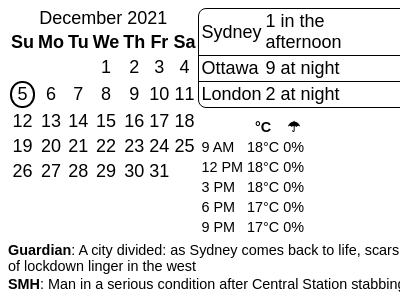 December 2021
Su Mo Tu We Th Fr Sa
1 2 3 4
5 6 7 8 9 10 11
12 13 14 15 16 17 18
19 20 21 22 23 24 25
26 27 28 29 30 31
Sydney 1 in the
afternoon
Ottawa 9 at night
London 2 at night
°C ☂
9 AM 18°C 0%
12 PM 18°C 0%
3 PM 18°C 0%
6 PM 17°C 0%
9 PM 17°C 0%
Guardian: A city divided: as Sydney comes back to life, scars
of lockdown linger in the west
SMH: Man in a serious condition after Central Station stabbing